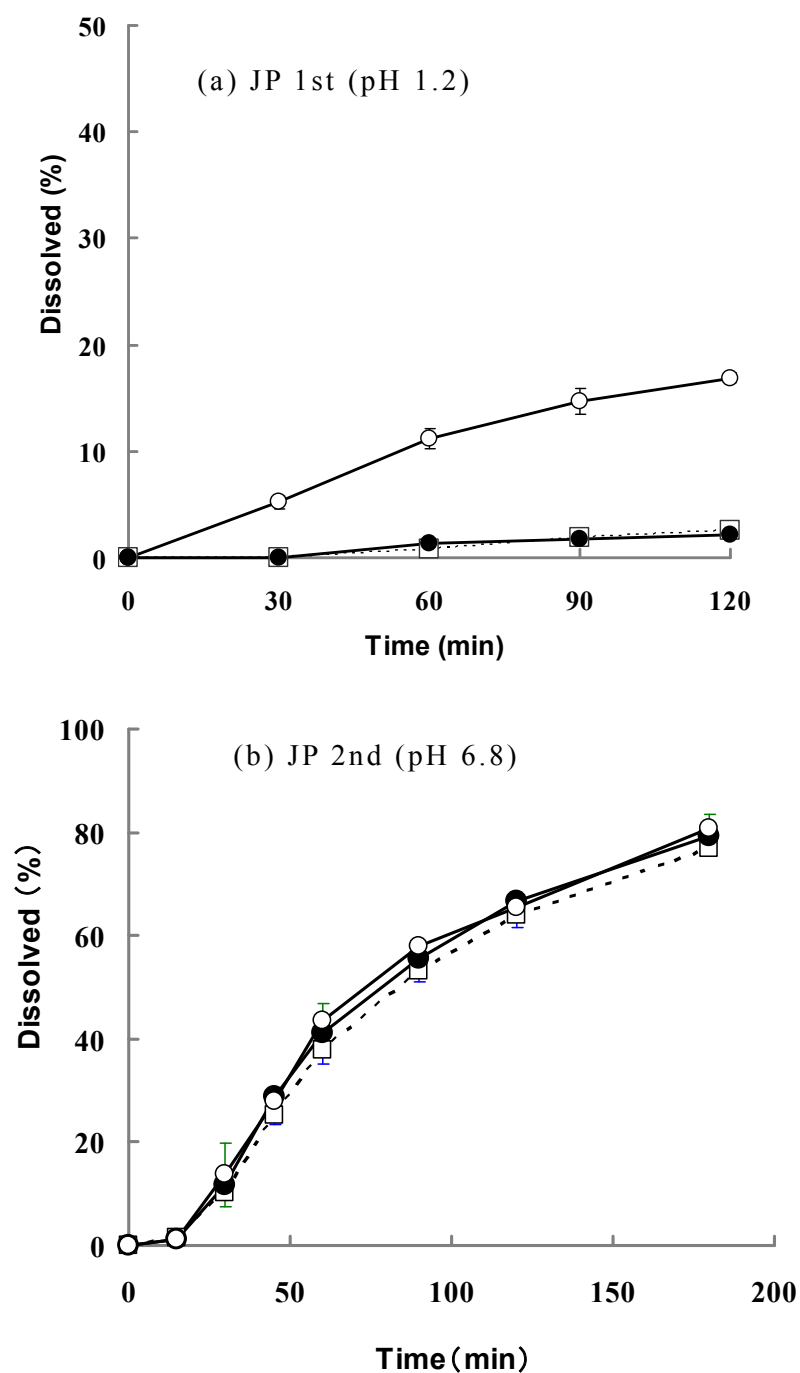 50
(a) JP 1st (pH 1.2)
40
30
20
10
0
Dissolved (%)
0 30 60 90 120
Time (min)
100
(b) JP 2nd (pH 6.8)
80
60
40
20
0
Dissolved（%）
0 50 100 150 200
Time（min）